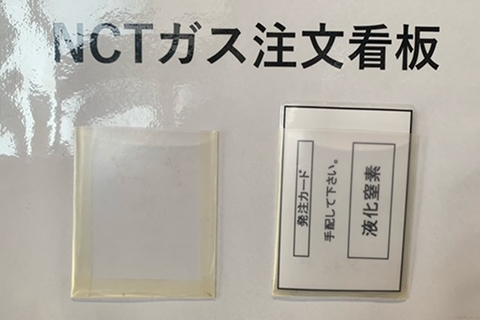 NCTガス注文看板
発注カード
手配して下さい。
液化窒素